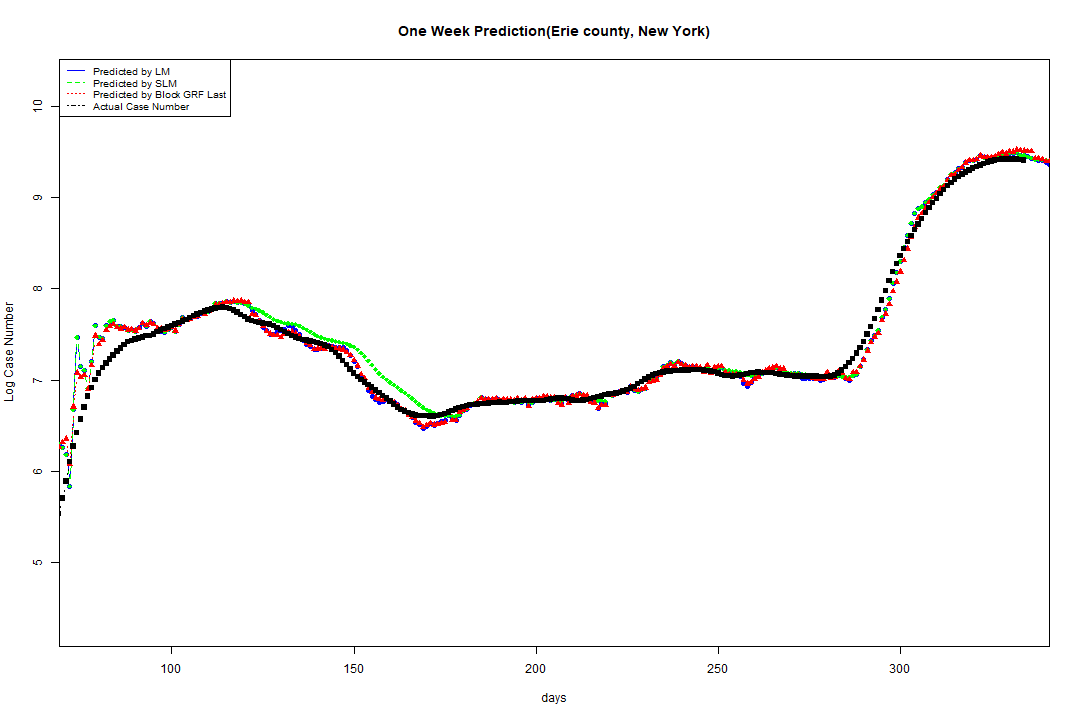 One Week Prediction(Erie county, New York)
Predicted by LM
Predicted by SLM
Predicted by Block GRF Last
Actual Case Number
10
9
8
7
6
5
Log Case Number
100 150 200 250 300
days